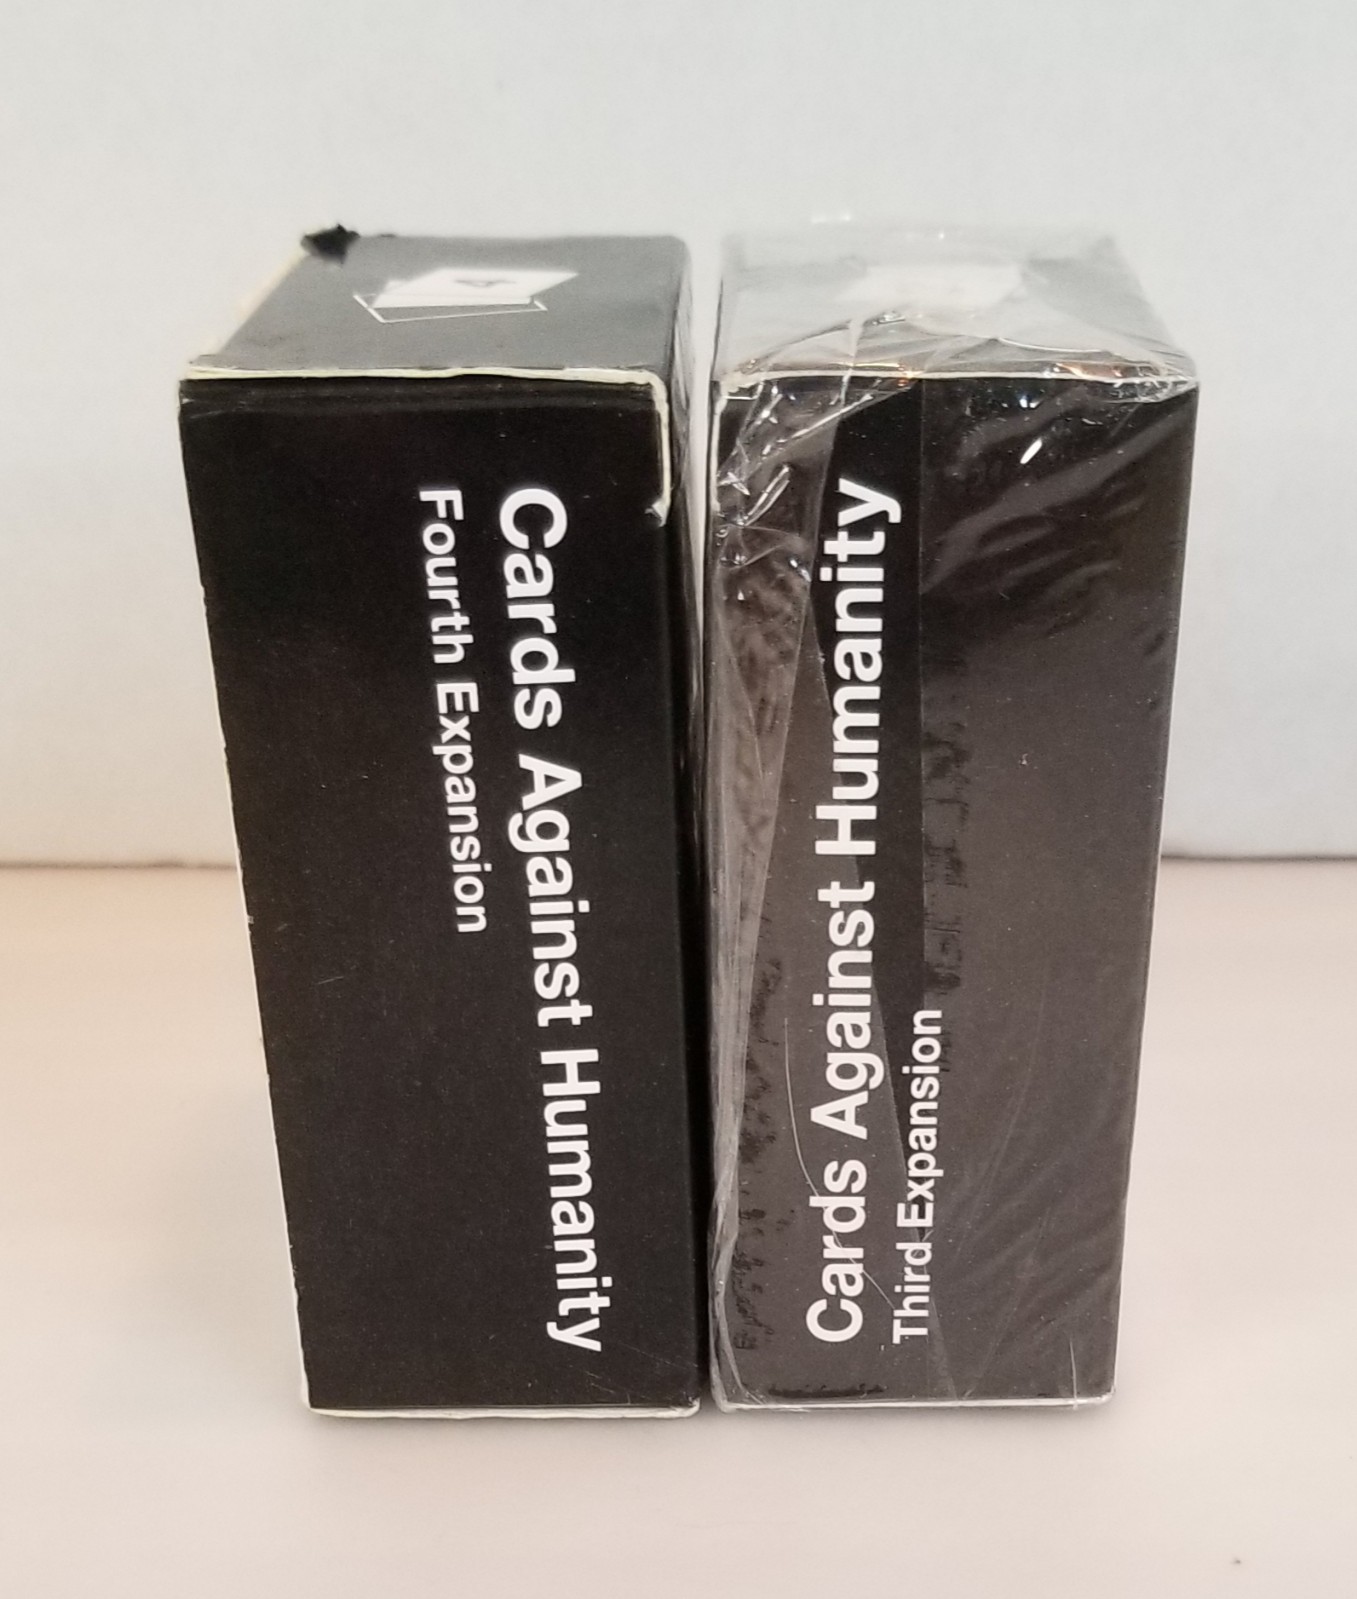 Cards Against Humanity
Fourth Expansion
Cards Against Humanity
Third Expansion